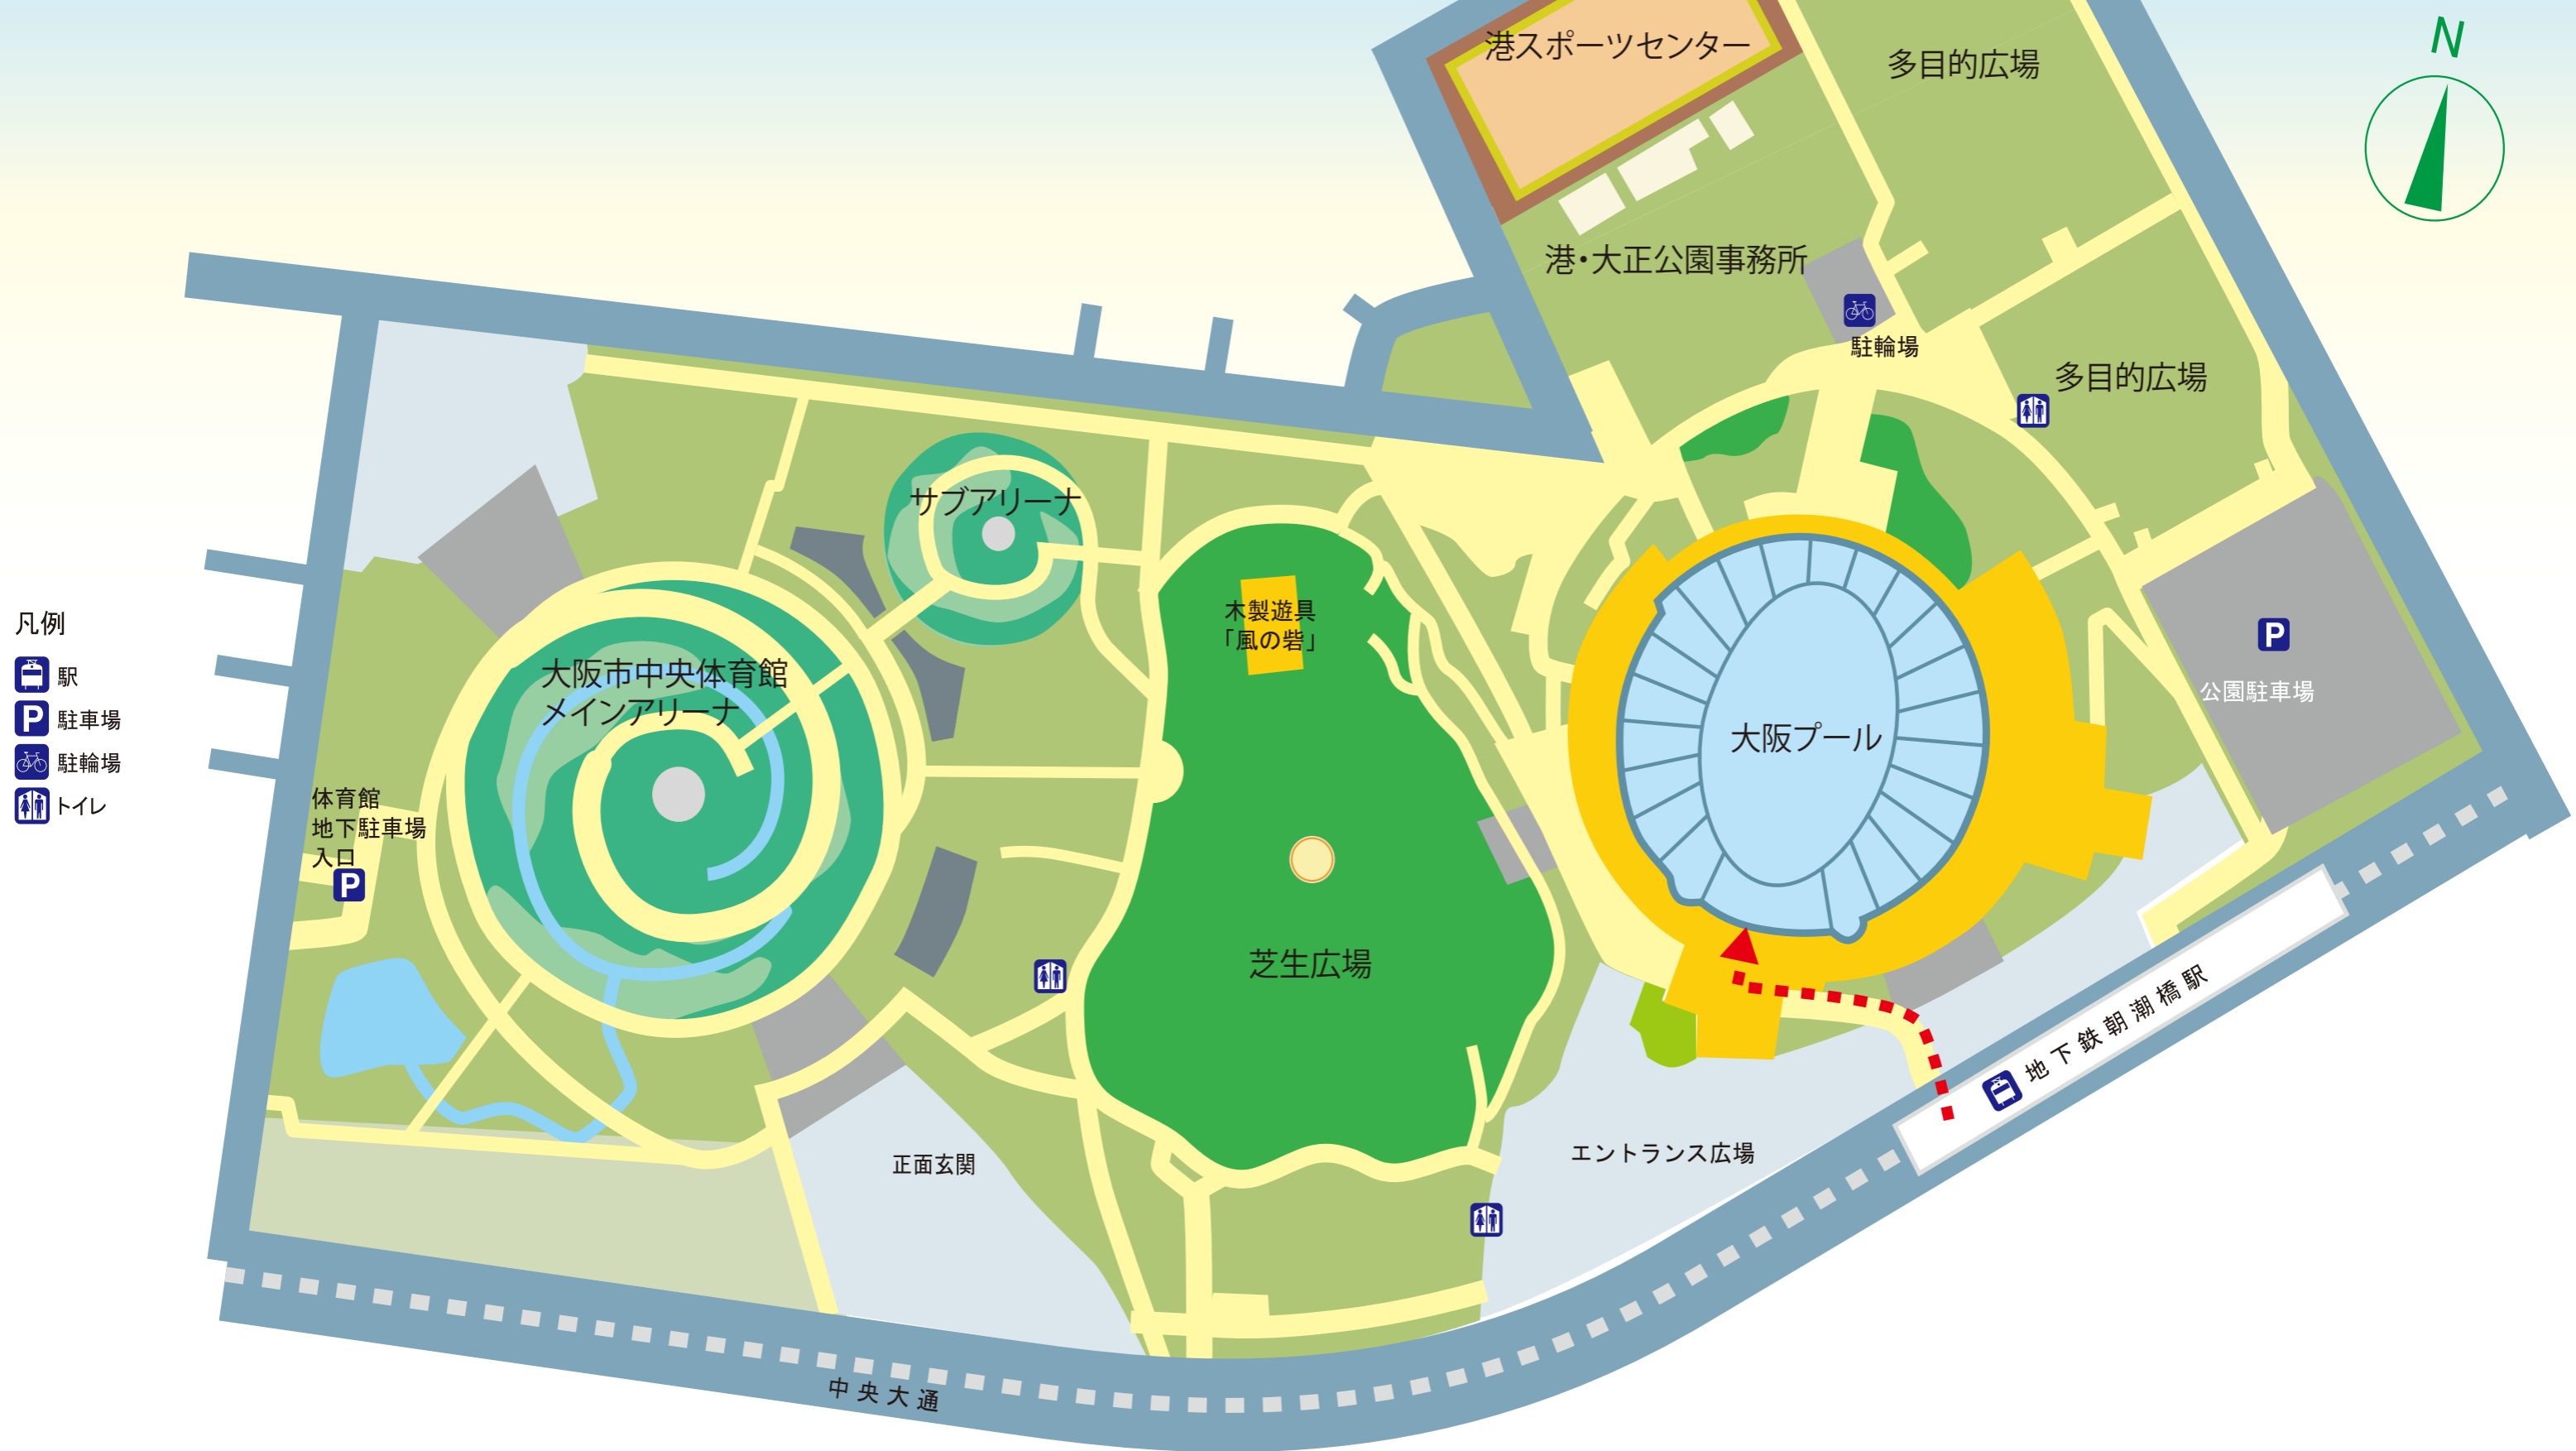 N
港スポーツセンター
多目的広場
港・大正公園事務所
駐輪場
多目的広場
サブアリーナ
木製遊具
「風の砦」
大阪市中央体育館
メインアリーナ
凡例
駅
P 駐車場
駐輪場
トイレ
体育館
地下駐車場
入口
P
P
公園駐車場
大阪プール
芝生広場
地下鉄朝潮橋駅
エントランス広場
正面玄関
中央大通